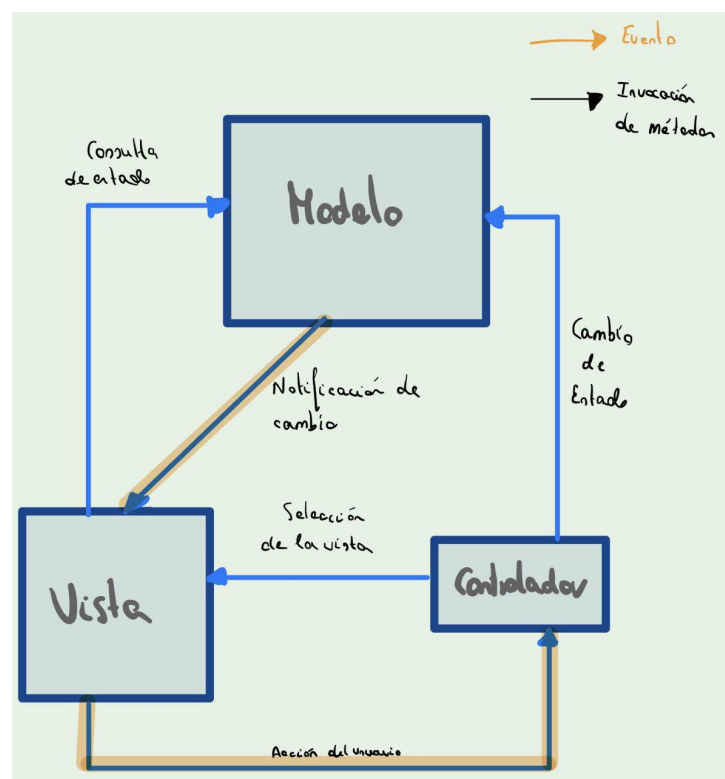 Evento
Invocación
de métodos
Consulta
de estado
Modelo
Cambio
de
Estado
Notificación de
cambio
Selección
de la vista
Vista
Controlador
Acción del usuario